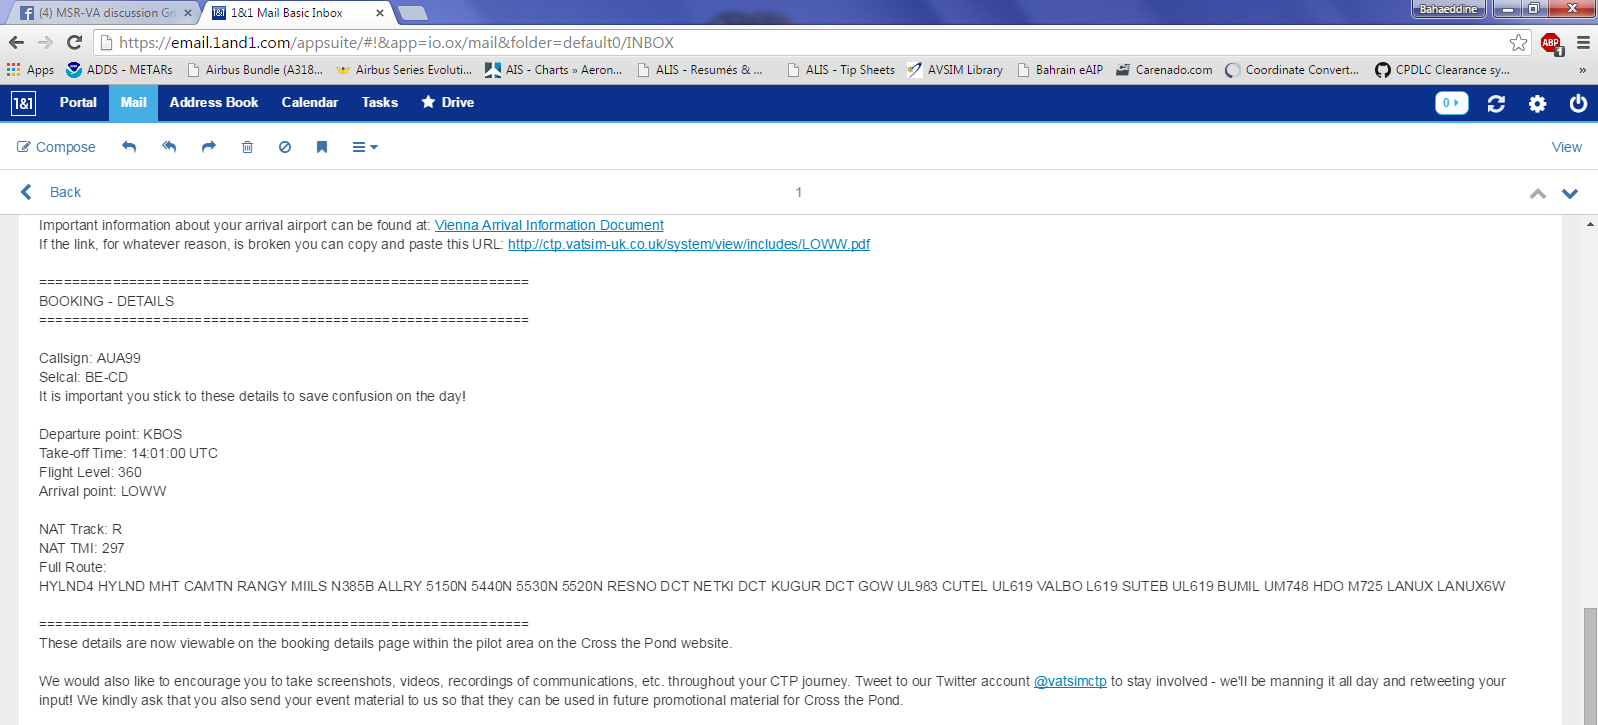 (4) MSR-VA discussion Gr
1&1 Mail Basic Inbox
Bahaeddine
https://email.1and1.com/appsuite/#!&app=io.ox/mail&folder=default0/INBOX
ABP
1
Apps
ADDS - METARs
Airbus Bundle (A318...
Airbus Series Evoluti...
AIS - Charts » Aeron...
ALIS - Resumés & ...
ALIS - Tip Sheets
AVSIM Library
Bahrain eAIP
Carenado.com
Coordinate Convert...
CPDLC Clearance sy...
»
1&1
Portal
Mail
Address Book
Calendar
Tasks
Drive
0
Compose
View
Back
1
Important information about your arrival airport can be found at: Vienna Arrival Information Document
If the link, for whatever reason, is broken you can copy and paste this URL: http://ctp.vatsim-uk.co.uk/system/view/includes/LOWW.pdf
============================================================
BOOKING - DETAILS
============================================================
Callsign: AUA99
Selcal: BE-CD
It is important you stick to these details to save confusion on the day!
Departure point: KBOS
Take-off Time: 14:01:00 UTC
Flight Level: 360
Arrival point: LOWW
NAT Track: R
NAT TMI: 297
Full Route:
HYLND4 HYLND MHT CAMTN RANGY MIILS N385B ALLRY 5150N 5440N 5530N 5520N RESNO DCT NETKI DCT KUGUR DCT GOW UL983 CUTEL UL619 VALBO L619 SUTEB UL619 BUMIL UM748 HDO M725 LANUX LANUX6W
============================================================
These details are now viewable on the booking details page within the pilot area on the Cross the Pond website.
We would also like to encourage you to take screenshots, videos, recordings of communications, etc. throughout your CTP journey. Tweet to our Twitter account @vatsimctp to stay involved - we'll be manning it all day and retweeting your
input! We kindly ask that you also send your event material to us so that they can be used in future promotional material for Cross the Pond.